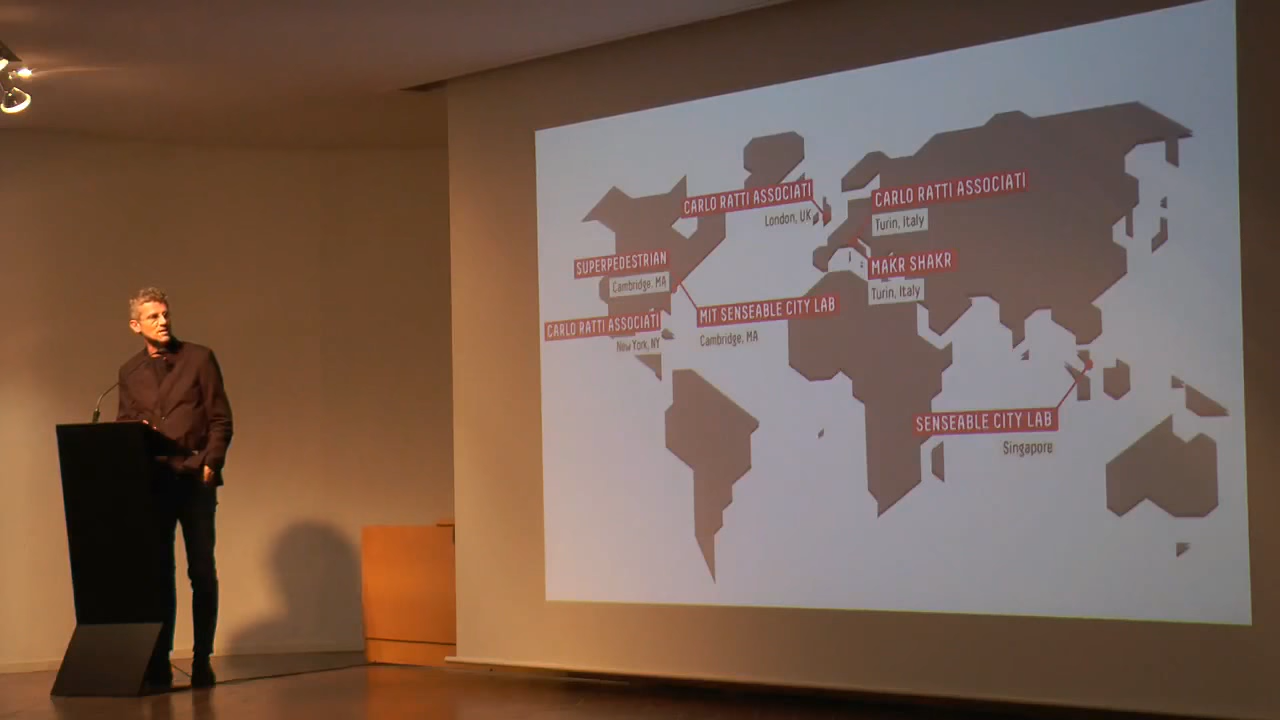 CARLO RATTI ASSOCIATI
London, UK
CARLO RATTI ASSOCIATI
Turin, Italy
SUPERPEDESTRIAN
Cambridge, MA
MAKR SHAKR
Turin, Italy
MIT SENSEABLE CITY LAB
Cambridge, MA
CARLO RATTI ASSOCIATI
New York, NY
SENSEABLE CITY LAB
Singapore